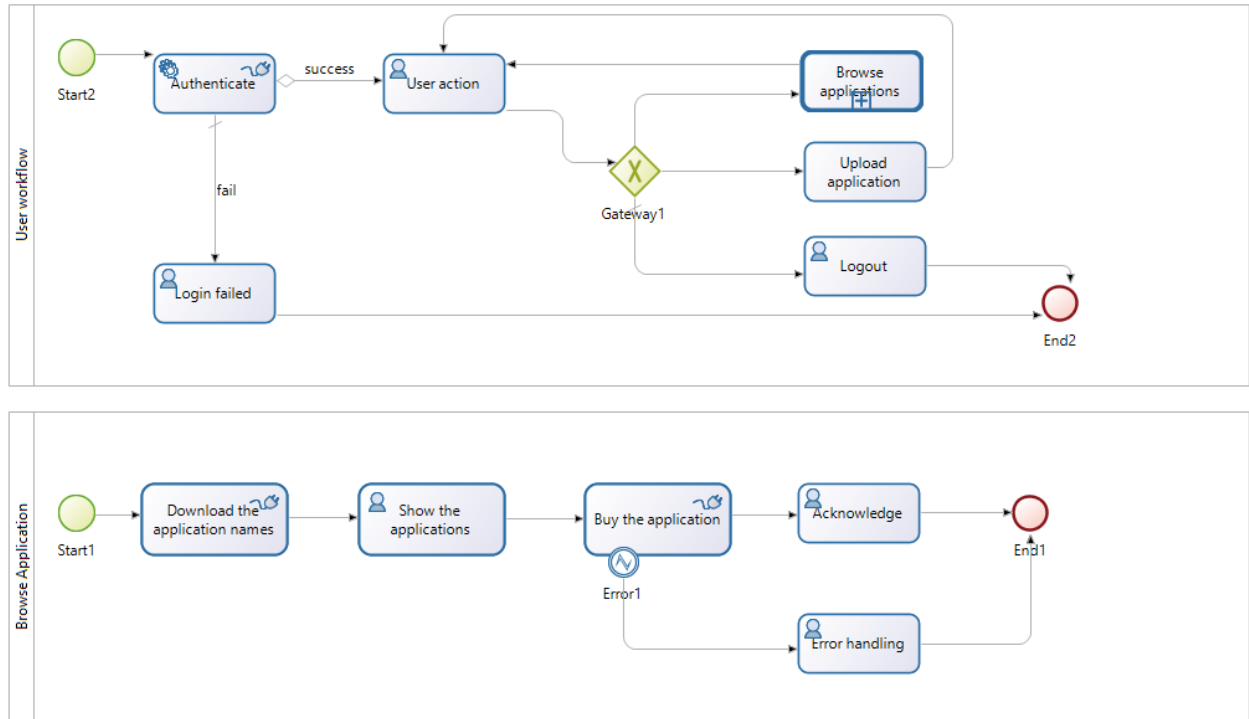 User workflow
Start2
Authenticate
success
User action
Browse
applications
Upload
application
Gateway1
fail
Login failed
Logout
End2
Browse Application
Start1
Download the
application names
Show the
applications
Buy the application
Error1
Acknowledge
End1
Error handling